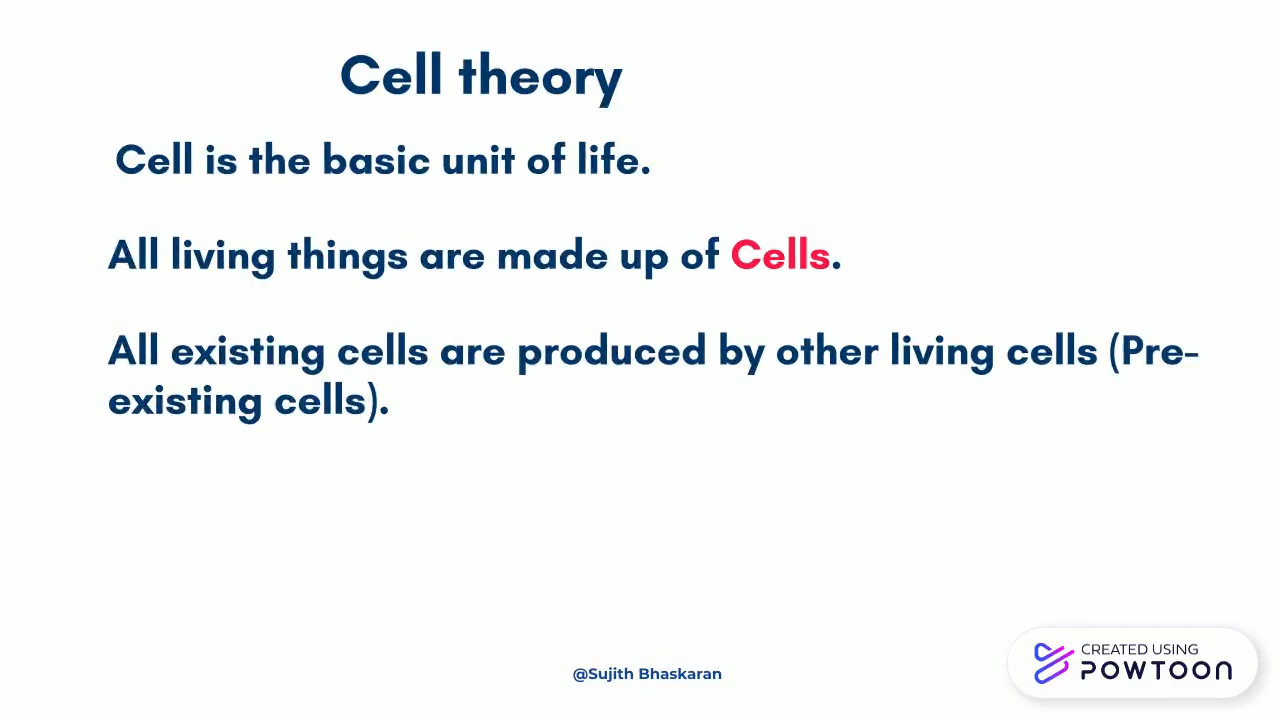 Cell theory
Cell is the basic unit of life.
All living things are made up of Cells.
All existing cells are produced by other living cells (Pre-
existing cells).
@Sujith Bhaskaran
CREATED USING
POWTOON